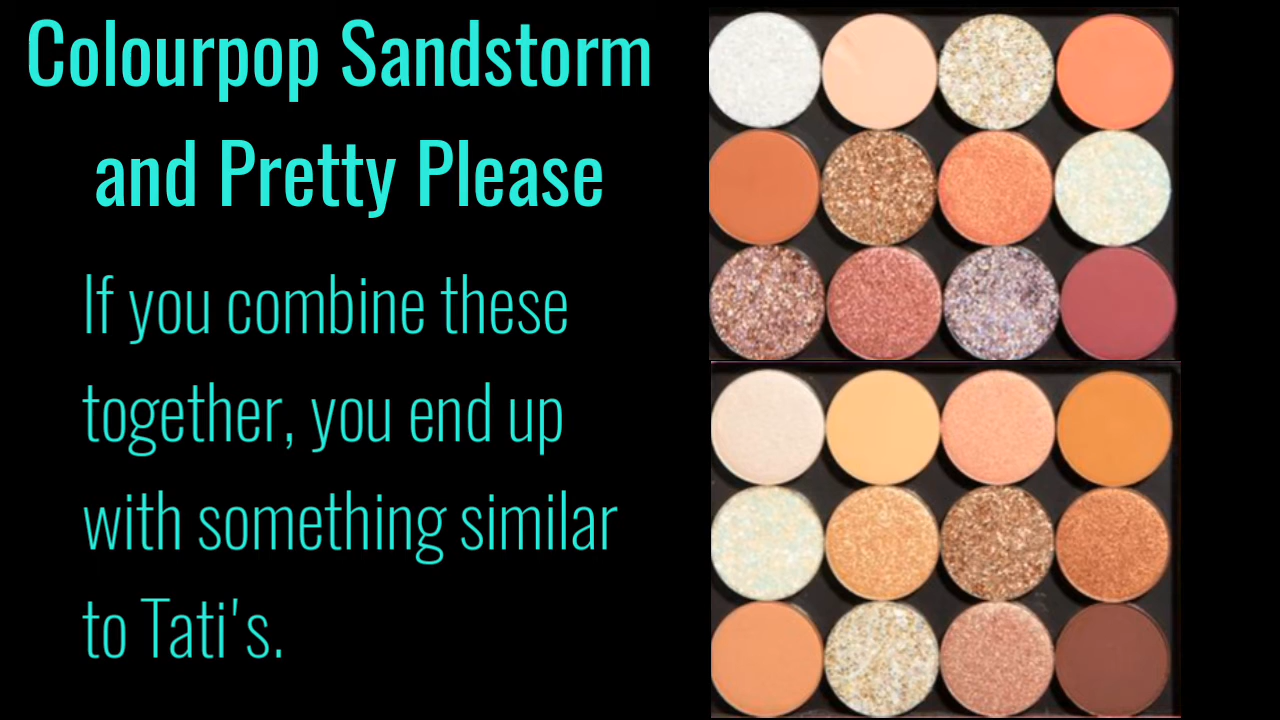 Colourpop Sandstorm
and Pretty Please
If you combine these
together, you end up
with something similar
to Tati's.